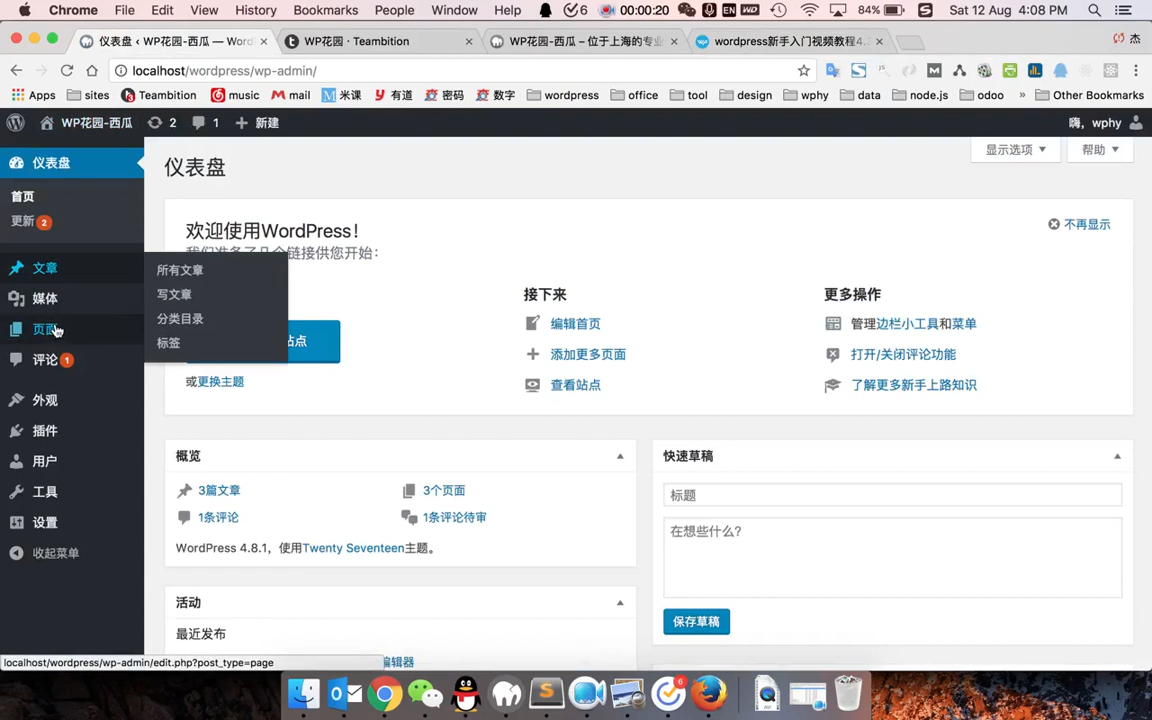 Chrome File Edit View History Bookmarks People Window Help 6 00:00:20 EN WD 84% Sat 12 Aug 4:08 PM
仪表盘 ‹ WP花园-西瓜 — Word WP花园 · Teambition WP花园-西瓜 – 位于上海的专业 wordpress新手入门视频教程4. 杰
localhost/wordpress/wp-admin/
Apps sites Teambition music mail 米课 有道 密码 数字 wordpress office tool design wphy data node.js odoo » Other Bookmarks
WP花园-西瓜 2 1 新建 嗨, wphy
仪表盘
首页
更新 2
文章
媒体
页面
评论 1
外观
插件
用户
工具
设置
收起菜单
所有文章
写文章
分类目录
标签
仪表盘
显示选项 帮助
欢迎使用WordPress！
我们准备了几个链接供您开始：
不再显示
站点
或更换主题
接下来
编辑首页
添加更多页面
查看站点
更多操作
管理边栏小工具和菜单
打开/关闭评论功能
了解更多新手上路知识
概览
3篇文章 3个页面
1条评论 1条评论待审
WordPress 4.8.1，使用Twenty Seventeen主题。
活动
最近发布
编辑器
快速草稿
标题
在想些什么?
保存草稿
localhost/wordpress/wp-admin/edit.php?post_type=page
6